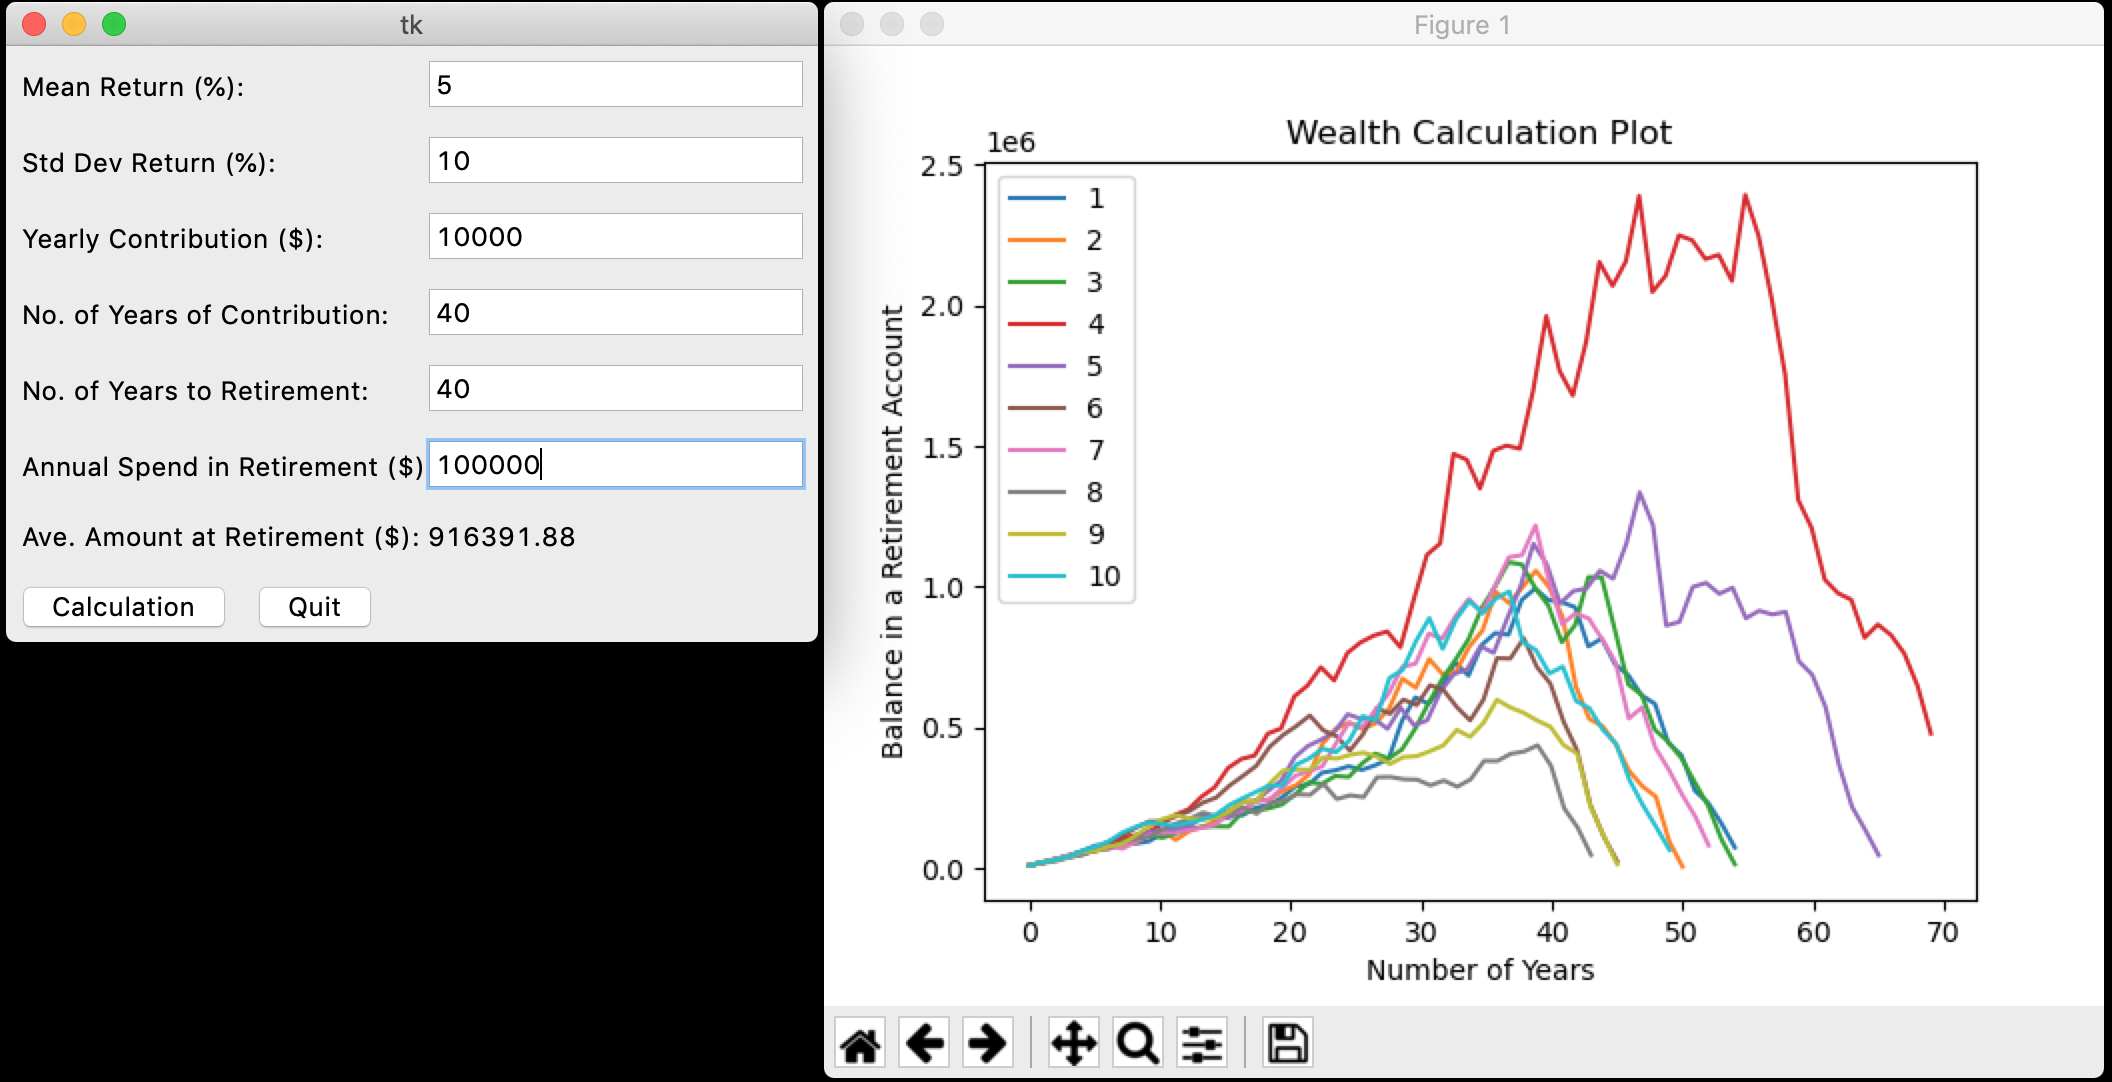 tk
Mean Return (%): 5
Std Dev Return (%): 10
Yearly Contribution ($): 10000
No. of Years of Contribution: 40
No. of Years to Retirement: 40
Annual Spend in Retirement ($) 100000
Ave. Amount at Retirement ($): 916391.88
Calculation Quit
Figure 1
Wealth Calculation Plot
1e6
2.5
2.0
1.5
1.0
0.5
0.0
Balance in a Retirement Account
1
2
3
4
5
6
7
8
9
10
0 10 20 30 40 50 60 70
Number of Years